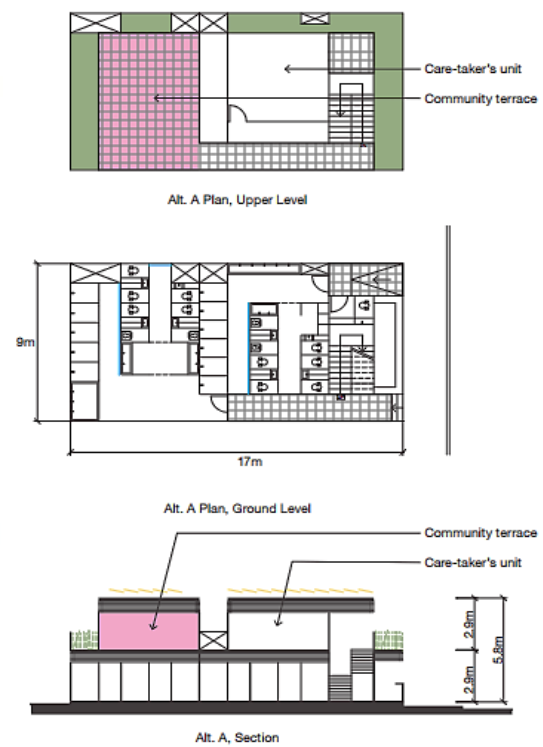 Care-taker's unit
Community terrace
Alt. A Plan, Upper Level
9m
17m
Alt. A Plan, Ground Level
Community terrace
Care-taker's unit
2.9m
5.8m
2.9m
Alt. A, Section